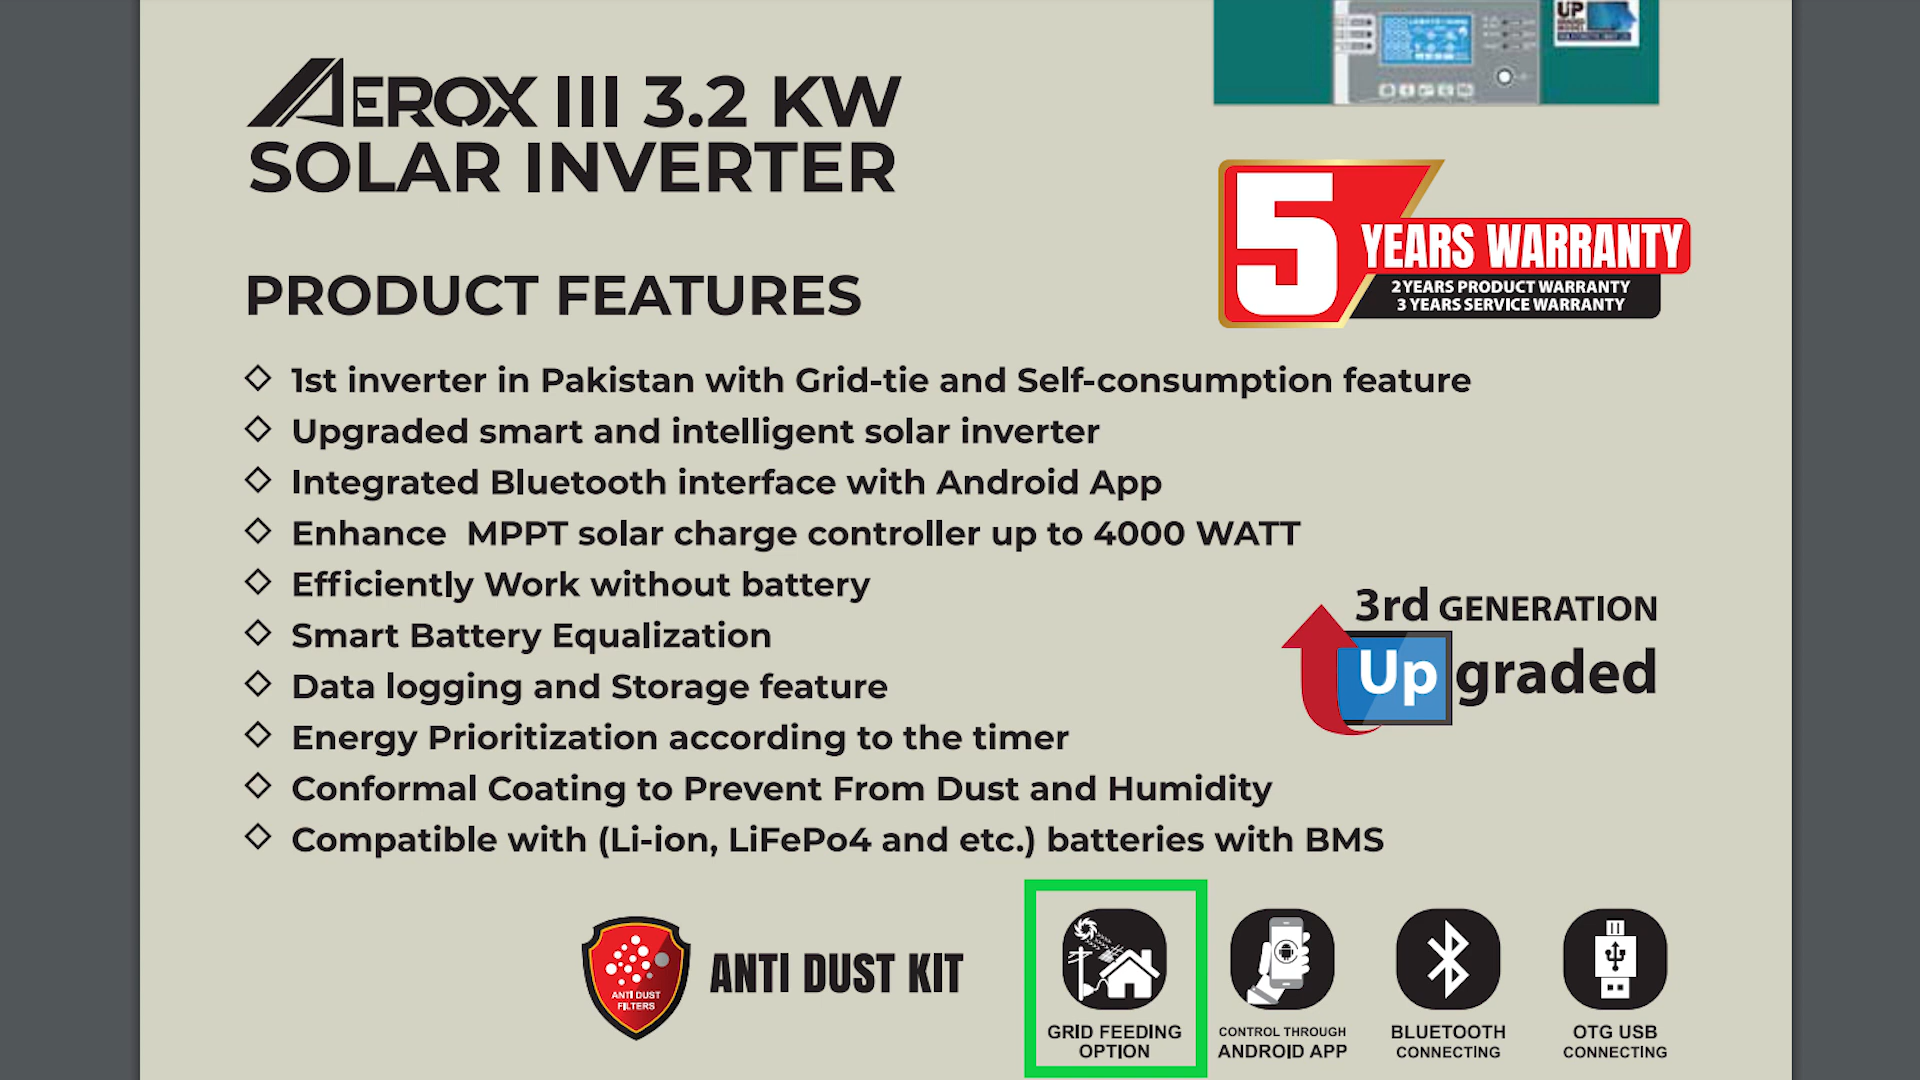 UP
AEROX III 3.2 KW
SOLAR INVERTER
5 YEARS WARRANTY
2 YEARS PRODUCT WARRANTY
3 YEARS SERVICE WARRANTY
PRODUCT FEATURES
1st inverter in Pakistan with Grid-tie and Self-consumption feature
Upgraded smart and intelligent solar inverter
Integrated Bluetooth interface with Android App
Enhance MPPT solar charge controller up to 4000 WATT
Efficiently Work without battery
Smart Battery Equalization
Data logging and Storage feature
Energy Prioritization according to the timer
Conformal Coating to Prevent From Dust and Humidity
Compatible with (Li-ion, LiFePo4 and etc.) batteries with BMS
3rd GENERATION
Upgraded
ANTI DUST
FILTERS
ANTI DUST KIT
GRID FEEDING
OPTION
CONTROL THROUGH
ANDROID APP
BLUETOOTH
CONNECTING
OTG USB
CONNECTING